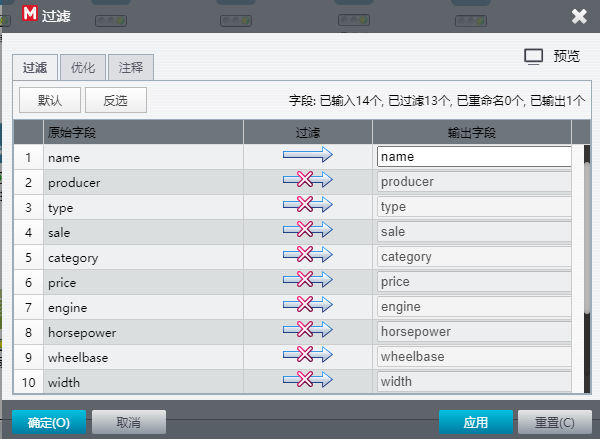 M 过滤
预览
过滤 优化 注释
默认 反选 字段: 已输入14个, 已过滤13个, 已重命名0个, 已输出1个
原始字段 过滤 输出字段
1 name name
2 producer producer
3 type type
4 sale sale
5 category category
6 price price
7 engine engine
8 horsepower horsepower
9 wheelbase wheelbase
10 width width
确定(O) 取消 应用 重置(C)